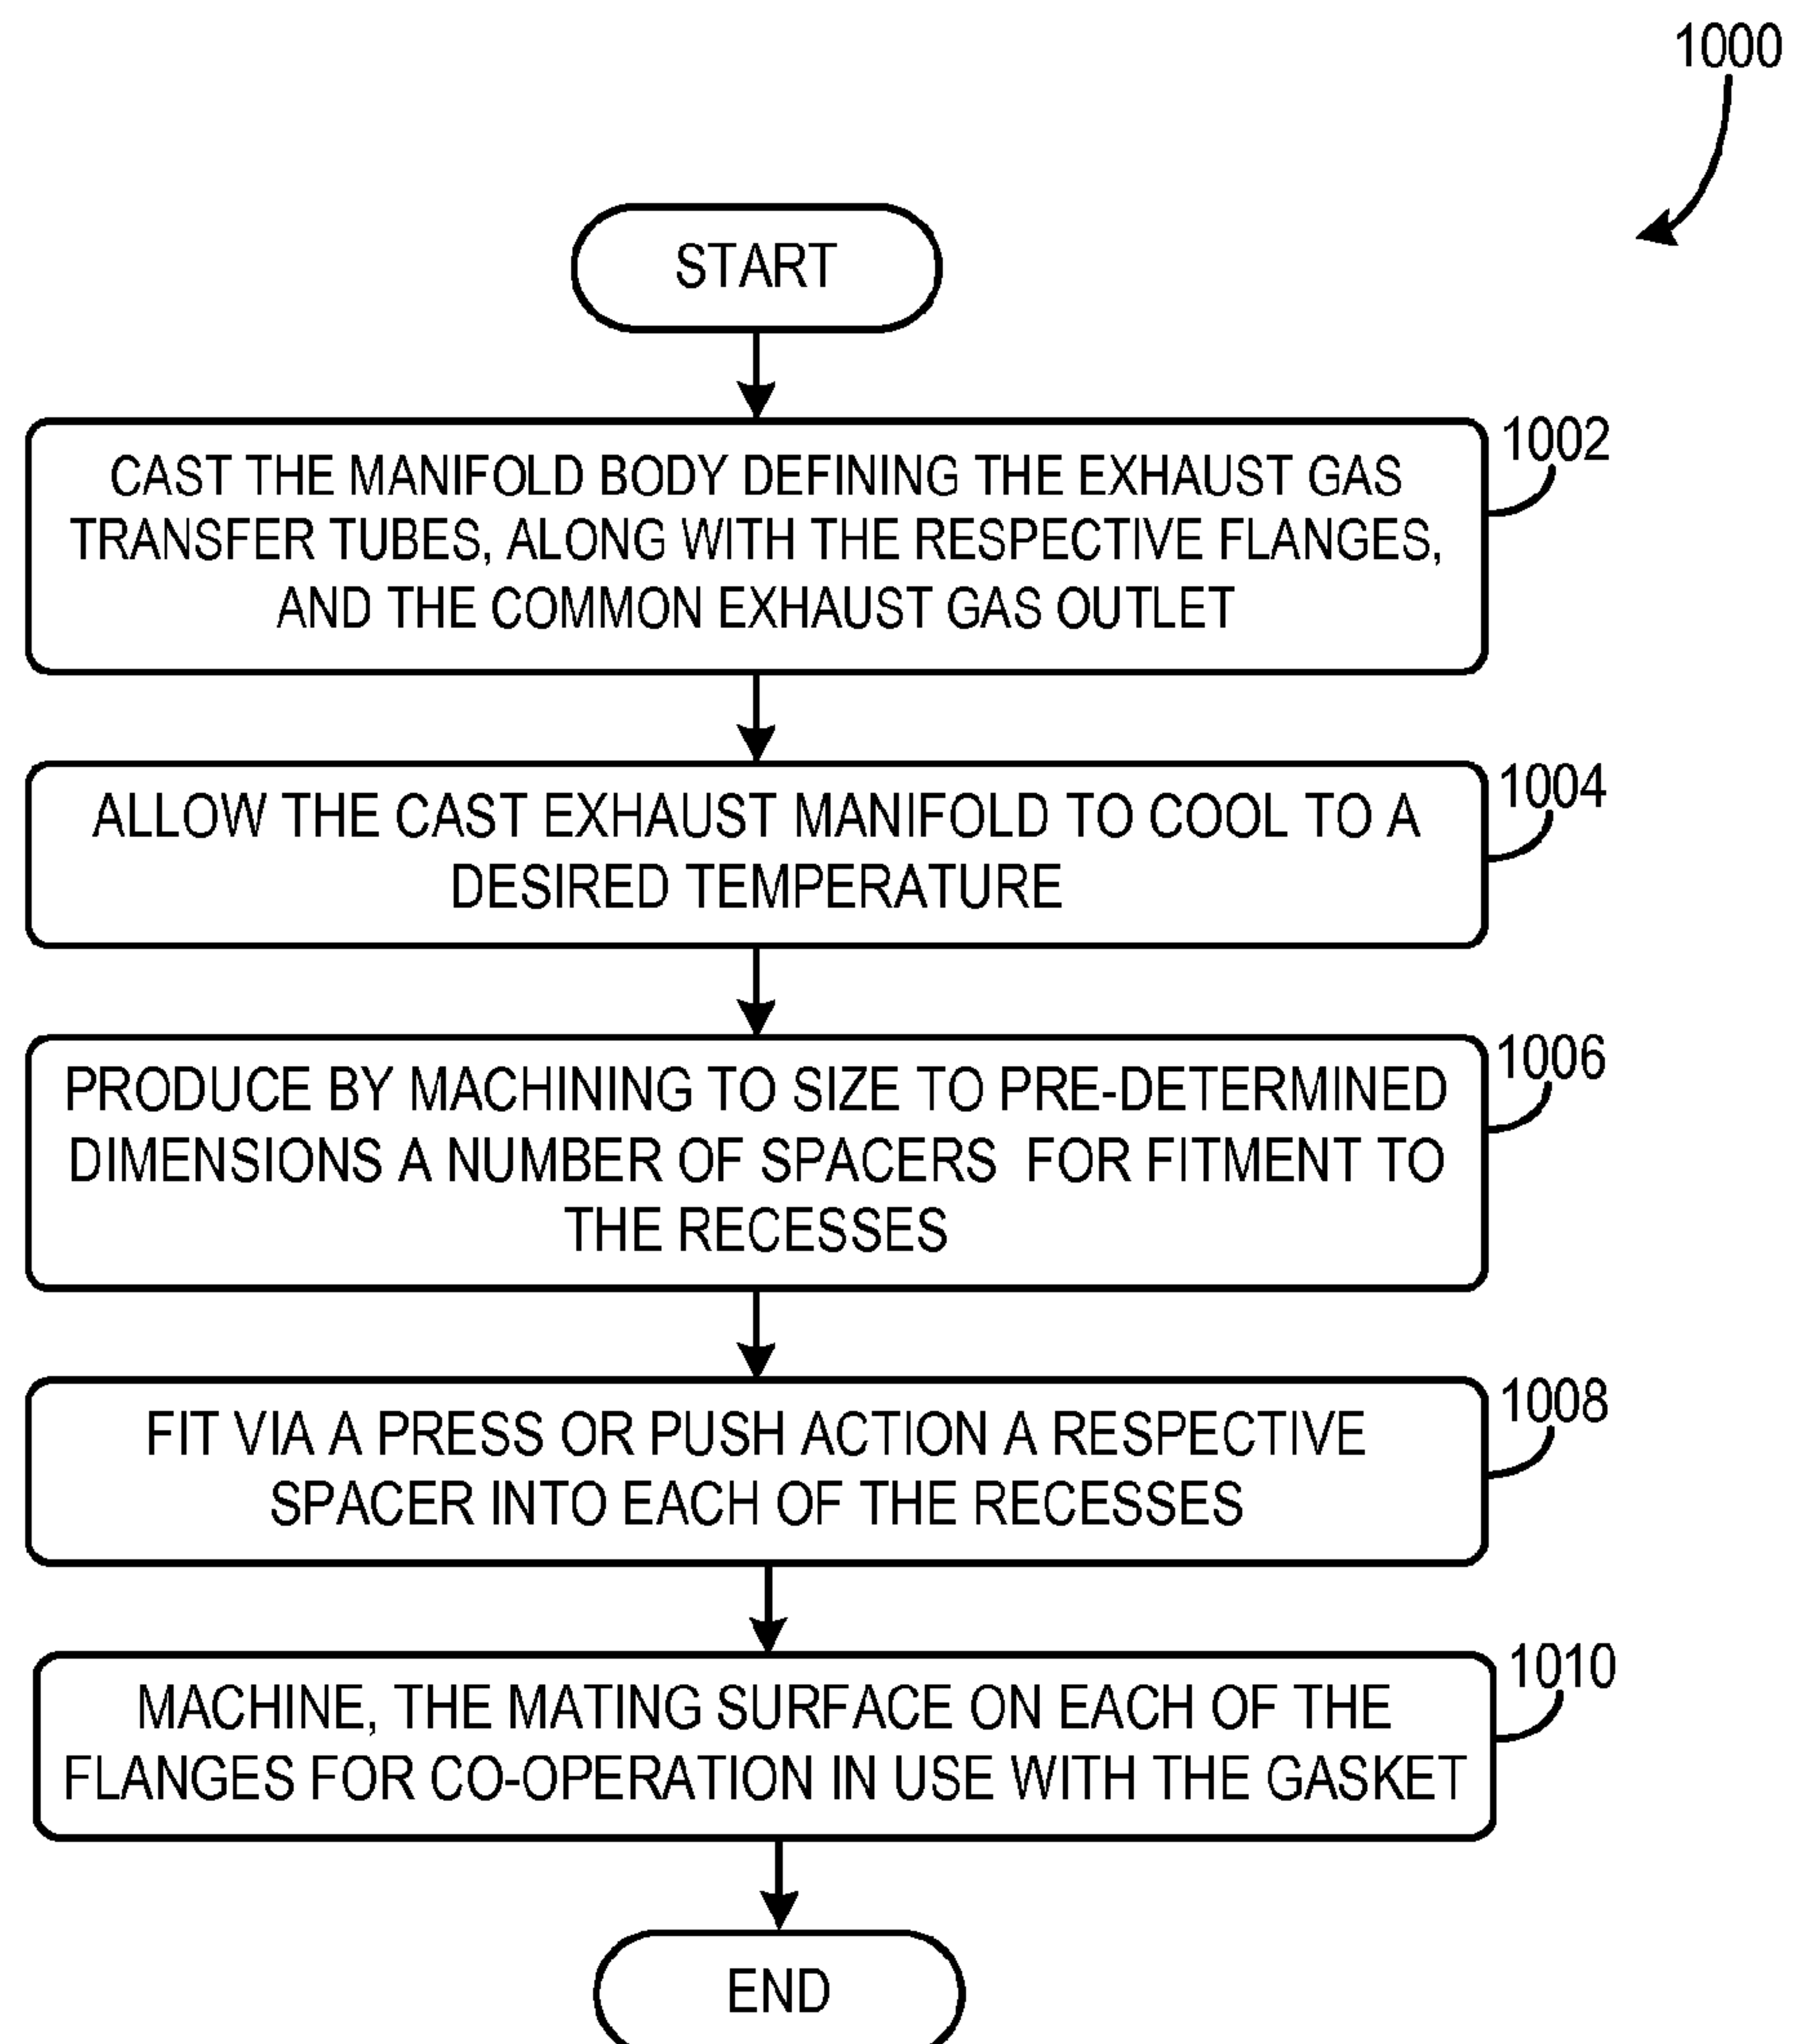 1000
START
1002
CAST THE MANIFOLD BODY DEFINING THE EXHAUST GAS
TRANSFER TUBES, ALONG WITH THE RESPECTIVE FLANGES,
AND THE COMMON EXHAUST GAS OUTLET
1004
ALLOW THE CAST EXHAUST MANIFOLD TO COOL TO A
DESIRED TEMPERATURE
1006
PRODUCE BY MACHINING TO SIZE TO PRE-DETERMINED
DIMENSIONS A NUMBER OF SPACERS FOR FITMENT TO
THE RECESSES
1008
FIT VIA A PRESS OR PUSH ACTION A RESPECTIVE
SPACER INTO EACH OF THE RECESSES
1010
MACHINE, THE MATING SURFACE ON EACH OF THE
FLANGES FOR CO-OPERATION IN USE WITH THE GASKET
END